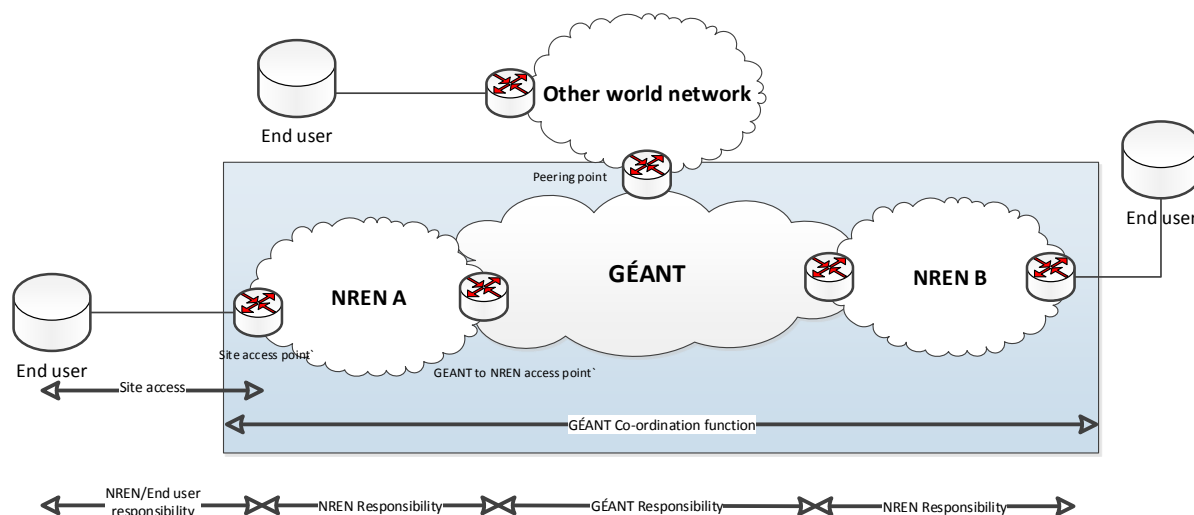 Other world network
End user
Peering point
End user
GÉANT
NREN A
NREN B
Site access point`
GEANT to NREN access point`
End user
Site access
GÉANT Co-ordination function
NREN/End user
responsibility
NREN Responsibility
GÉANT Responsibility
NREN Responsibility